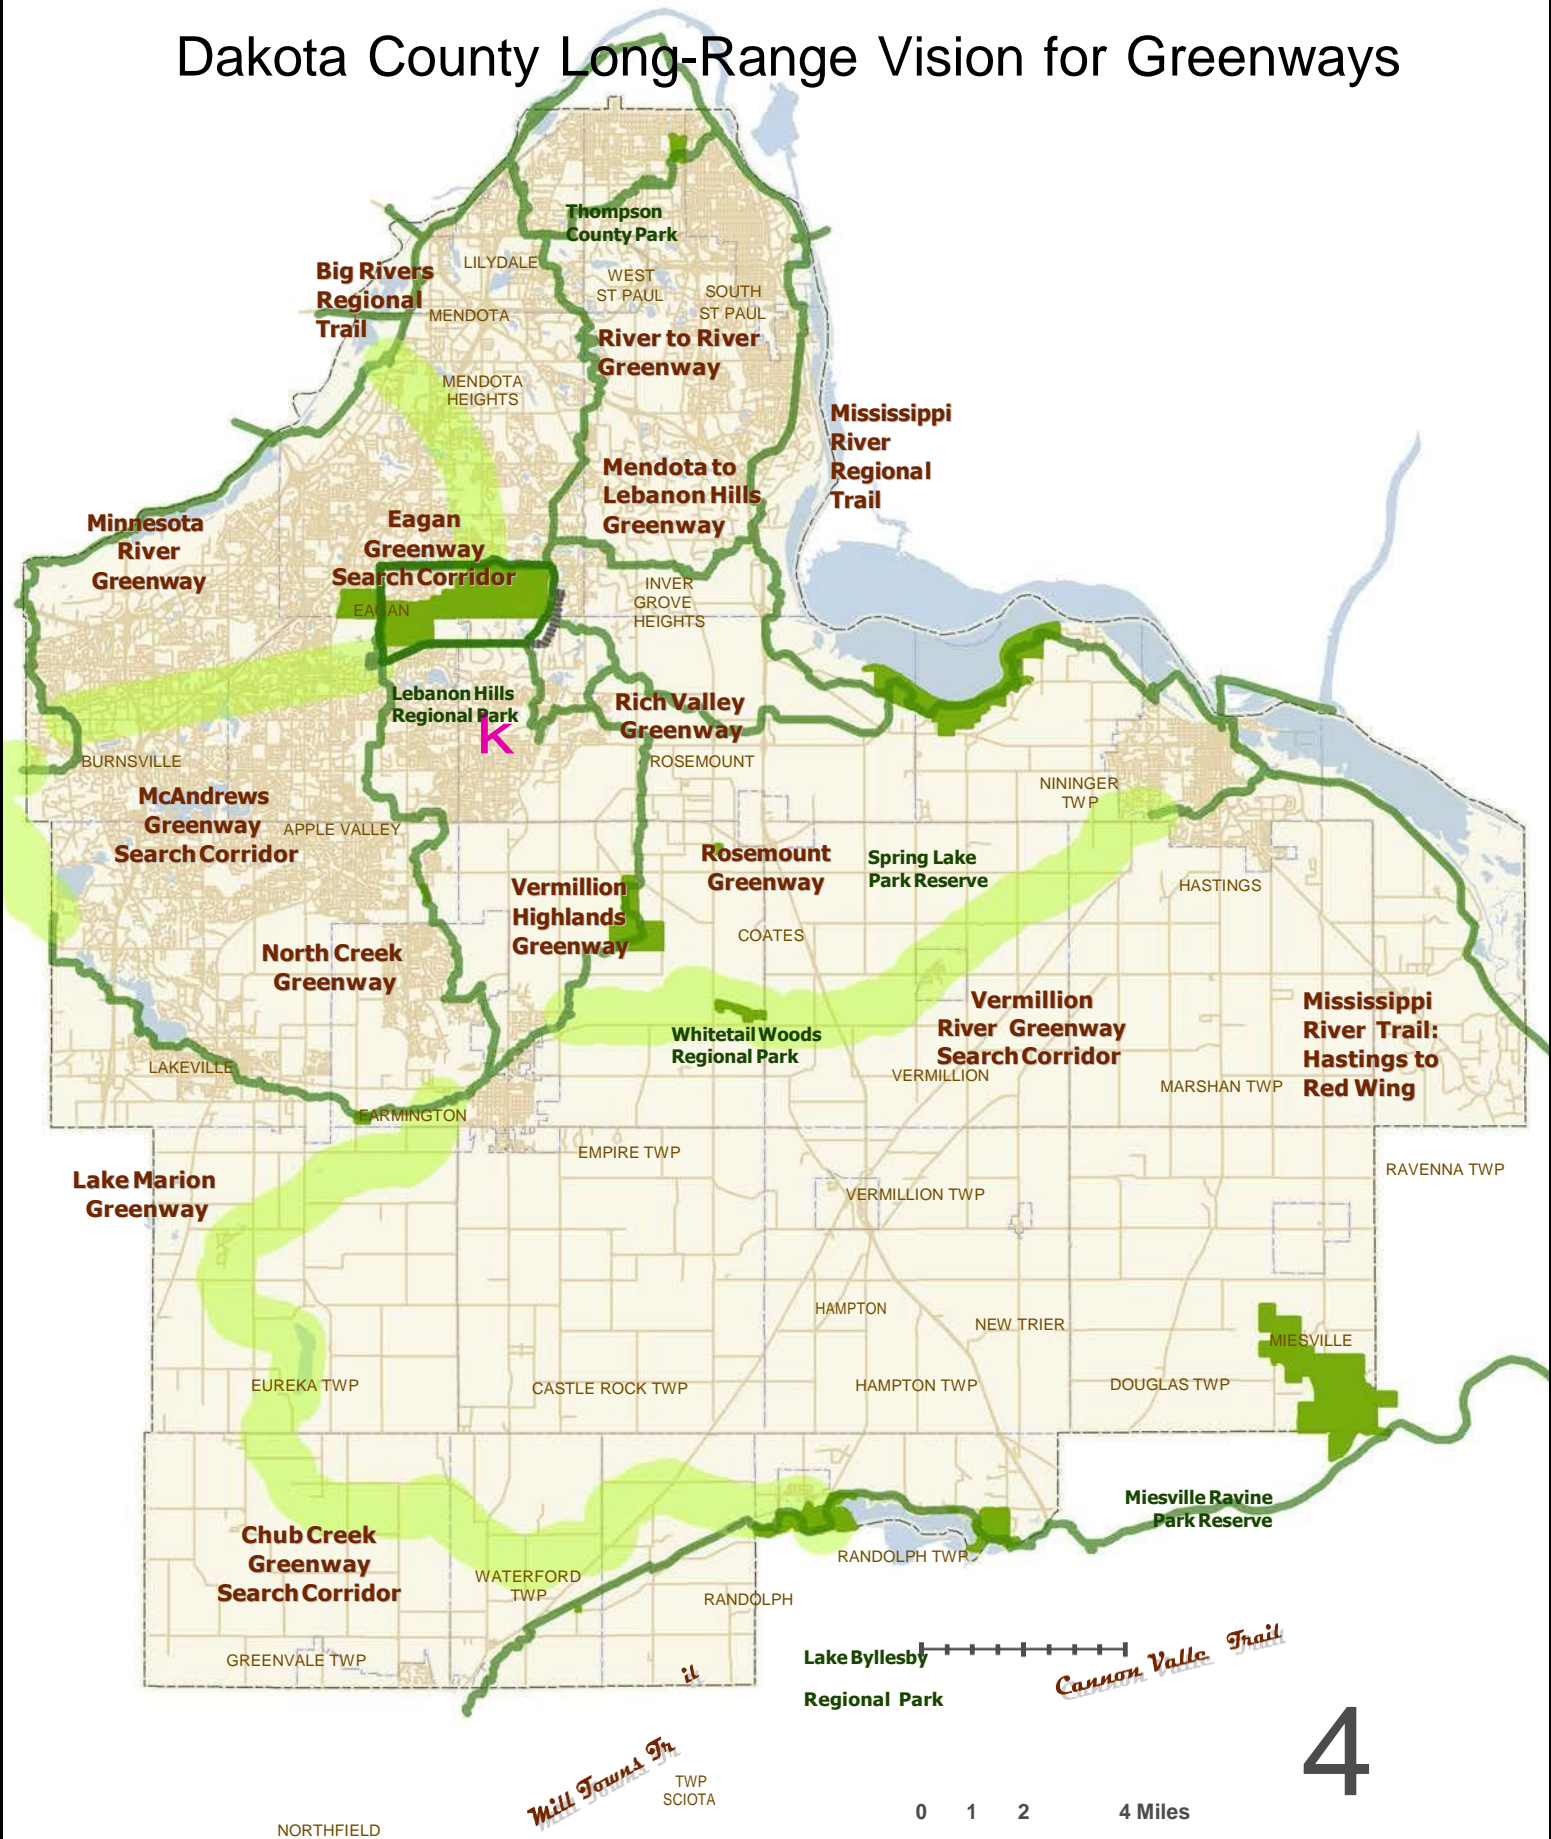 Dakota County Long-Range Vision for Greenways
Thompson
County Park
Big Rivers
Regional
Trail
LILYDALE
WEST
ST PAUL
SOUTH
ST PAUL
MENDOTA
River to River
Greenway
MENDOTA
HEIGHTS
Mississippi
River
Regional
Trail
Mendota to
Lebanon Hills
Greenway
Minnesota
River
Greenway
Eagan
Greenway
Search Corridor
EAGAN
INVER
GROVE
HEIGHTS
Lebanon Hills
Regional Park
K
Rich Valley
Greenway
BURNSVILLE
ROSEMOUNT
NININGER
TWP
McAndrews
Greenway
Search Corridor
APPLE VALLEY
Rosemount
Greenway
Spring Lake
Park Reserve
Vermillion
Highlands
Greenway
HASTINGS
COATES
North Creek
Greenway
Vermillion
River Greenway
Search Corridor
Mississippi
River Trail:
Hastings to
Red Wing
Whitetail Woods
Regional Park
LAKEVILLE
VERMILLION
MARSHAN TWP
FARMINGTON
EMPIRE TWP
RAVENNA TWP
Lake Marion
Greenway
VERMILLION TWP
HAMPTON
NEW TRIER
MIESVILLE
EUREKA TWP
CASTLE ROCK TWP
HAMPTON TWP
DOUGLAS TWP
Miesville Ravine
Park Reserve
Chub Creek
Greenway
Search Corridor
RANDOLPH TWP
WATERFORD
TWP
RANDOLPH
GREENVALE TWP
Lake Byllesby
Regional Park
Cannon Valle Trail
il
Mill Towns Tr
TWP
SCIOTA
4
0 1 2 4 Miles
NORTHFIELD